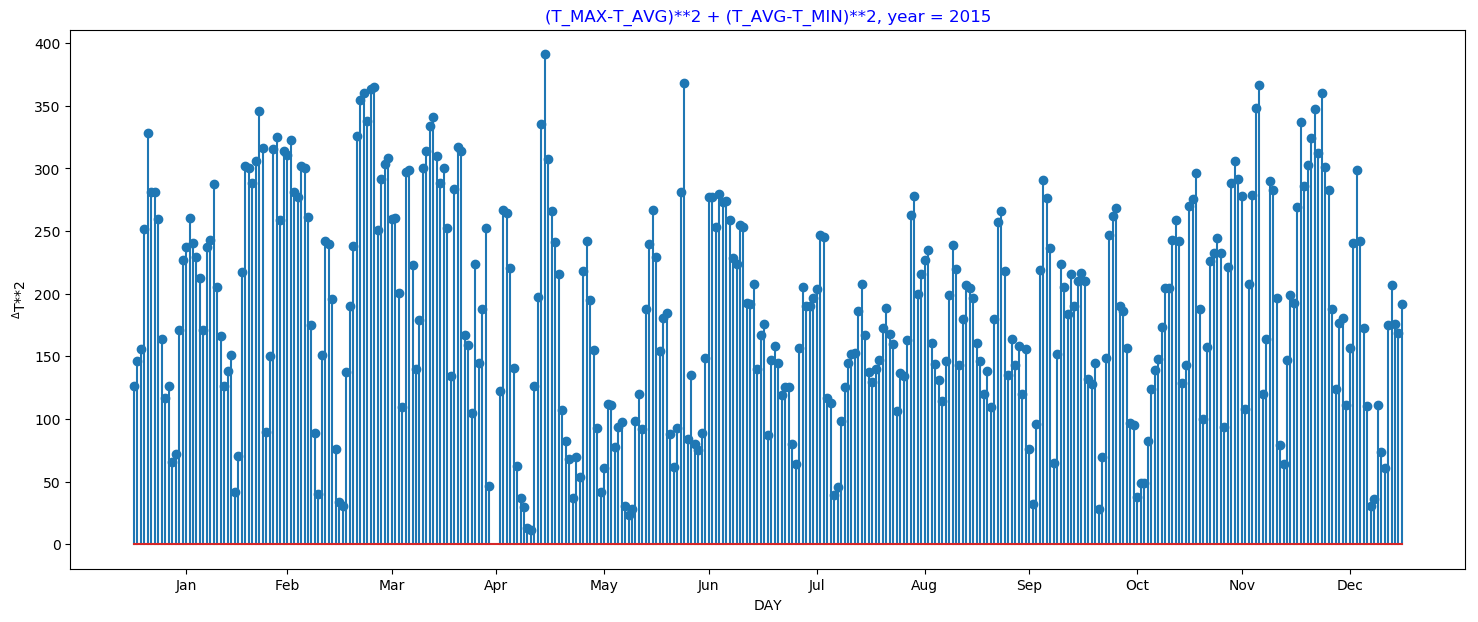 (T_MAX-T_AVG)**2 + (T_AVG-T_MIN)**2, year = 2015
400
350
300
250
200
150
100
50
0
ΔT**2
Jan Feb Mar Apr May Jun Jul Aug Sep Oct Nov Dec
DAY